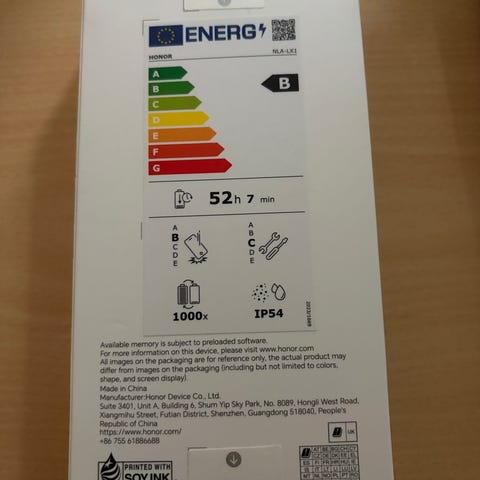 ENERG
HONOR NLA-LX1
A
B
B
C
D
E
F
G
52h 7 min
A
B
C
D
E
A
B
C
D
E
1000x
IP54
2023/1669
Available memory is subject to preloaded software.
For more information on this device, please visit www.honor.com
All images on the packaging are for reference only, the actual product may
differ from images on the packaging (including but not limited to colors,
shape, and screen display).
Made in China
Manufacturer:Honor Device Co., Ltd.
Suite 3401, Unit A, Building 6, Shum Yip Sky Park, No. 8089, Hongli West Road,
Xiangmihu Street, Futian District, Shenzhen, Guangdong 518040, People's
Republic of China
https://www.honor.com/
+86 755 61886688
UK
PRINTED WITH
SOY INK